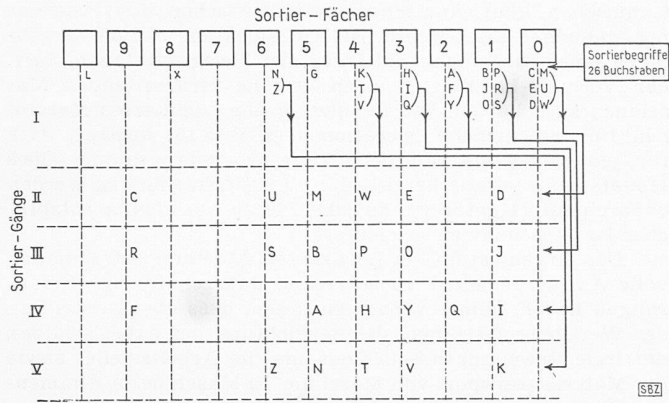 Sortier-Fächer
9 8 7 6 5 4 3 2 1 0
Sortierbegriffe
26 Buchstaben
L X N G K H A B P C M
Z T I F J R E U
V Q V O S D W
I
II C U M W E D
III R S B P O J
IV F A H Y Q I
V Z N T V K
Sortier-Gänge
SBZ